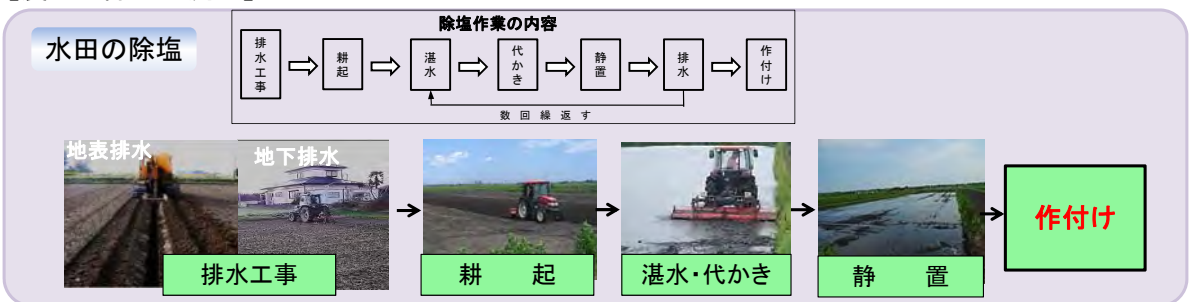 水田の除塩
除塩作業の内容
排水工事
耕起
湛水
代かき
静置
排水
作付け
数回繰返す
地表排水
地下排水
排水工事
耕 起
湛水・代かき
静 置
作付け